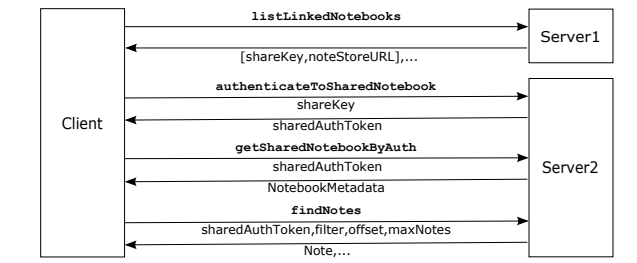 listLinkedNotebooks
Server1
[shareKey,noteStoreURL],...
authenticateToSharedNotebook
shareKey
Client
sharedAuthToken
getSharedNotebookByAuth
sharedAuthToken
Server2
NotebookMetadata
findNotes
sharedAuthToken,filter,offset,maxNotes
Note,...